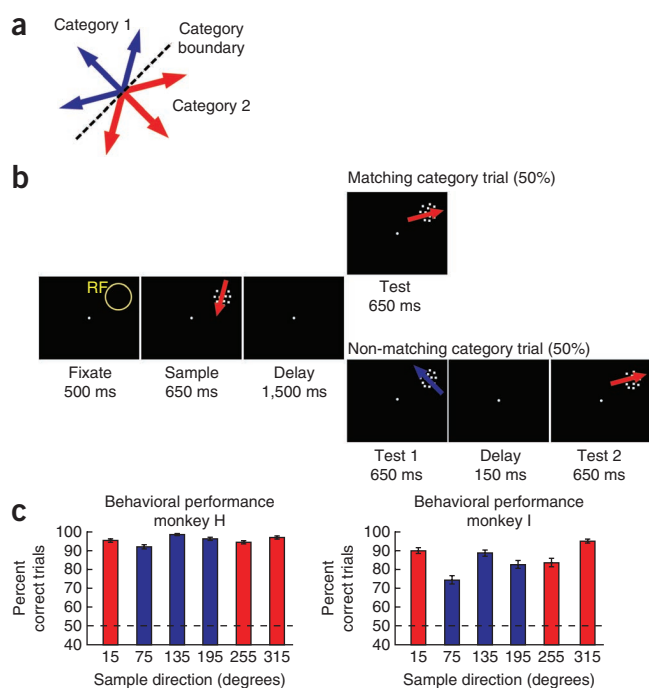 a
Category 1
Category
boundary
Category 2
b
Matching category trial (50%)
RF
Test
650 ms
Fixate
500 ms
Sample
650 ms
Delay
1,500 ms
Non-matching category trial (50%)
Test 1
650 ms
Delay
150 ms
Test 2
650 ms
c
Behavioral performance
monkey H
Percent
correct trials
100
90
80
70
60
50
40
15 75 135 195 255 315
Sample direction (degrees)
Behavioral performance
monkey I
Percent
correct trials
100
90
80
70
60
50
40
15 75 135 195 255 315
Sample direction (degrees)